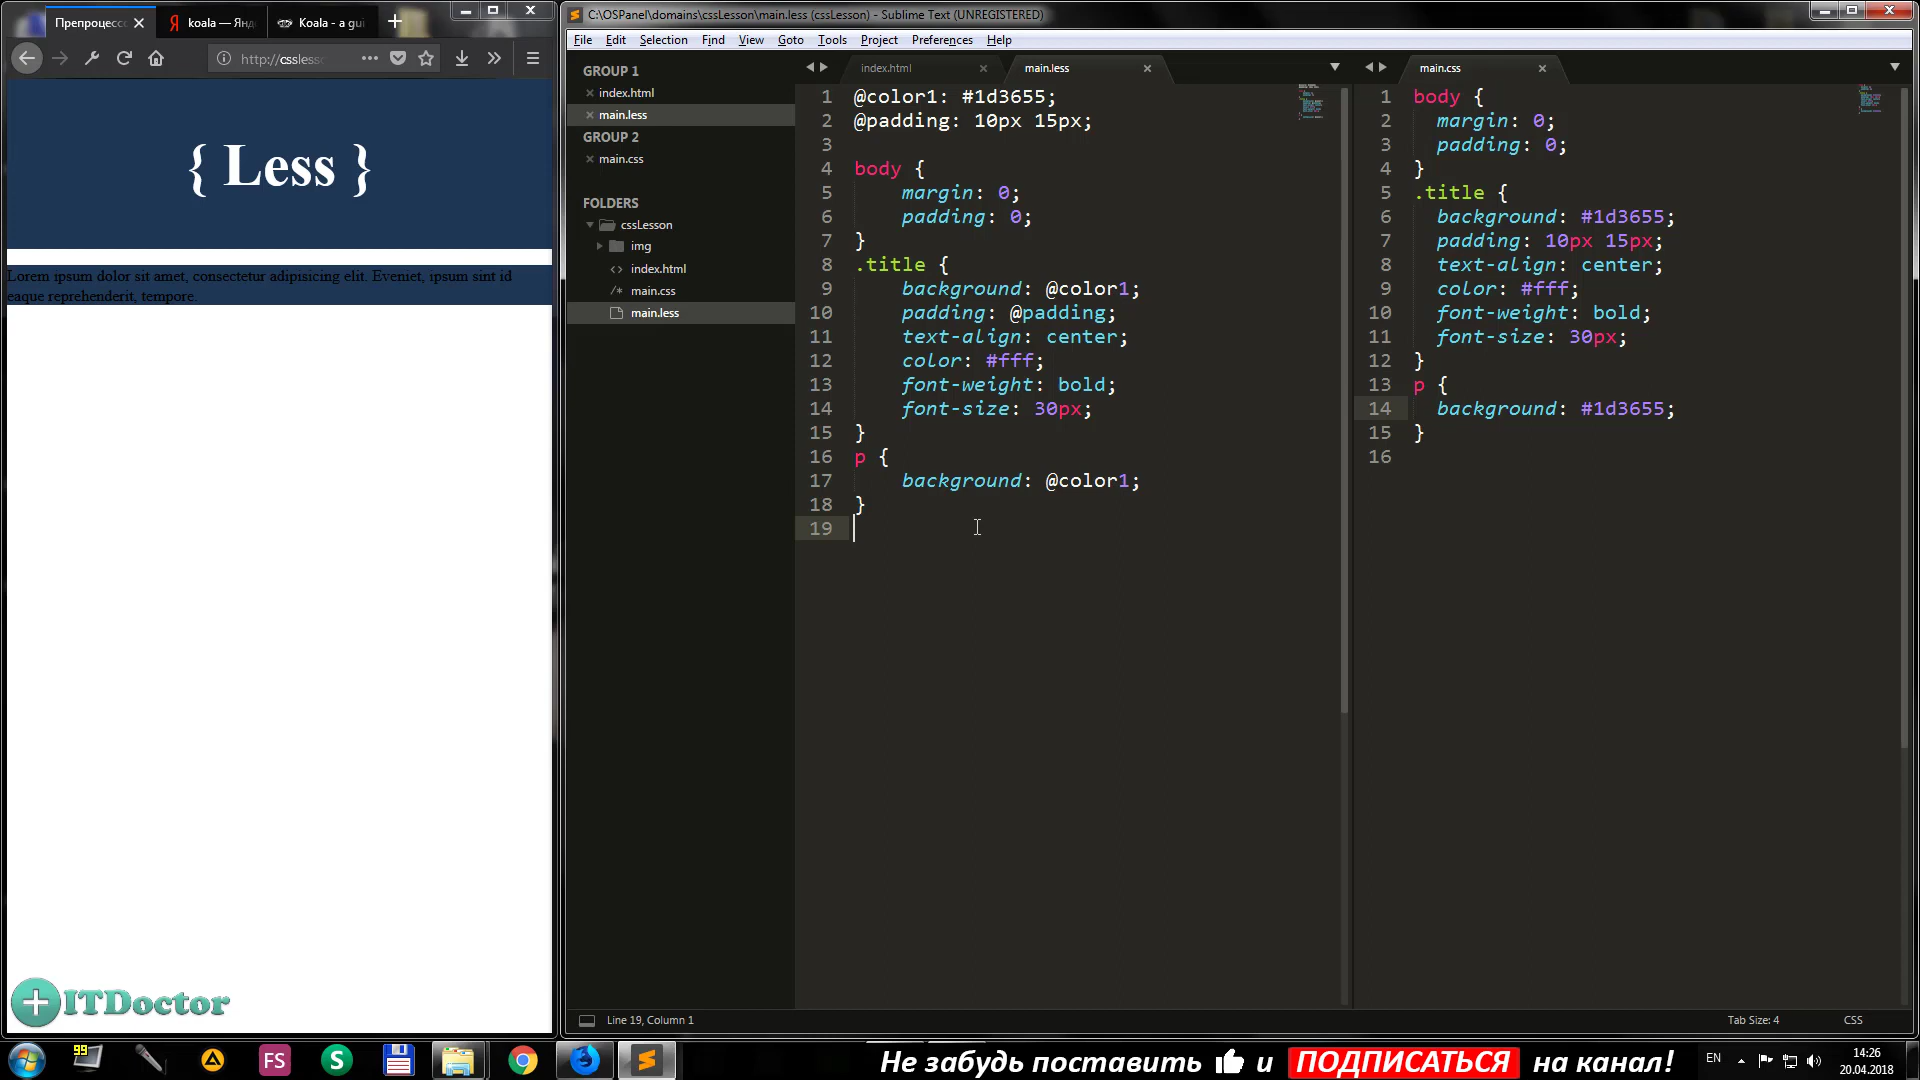 Препроцессо
koala — Янд
Koala - a gui
http://cssless
{ Less }
Lorem ipsum dolor sit amet, consectetur adipisicing elit. Eveniet, ipsum sint id
eaque reprehenderit, tempore.
ITDoctor
C:\OSPanel\domains\cssLesson\main.less (cssLesson) - Sublime Text (UNREGISTERED)
File Edit Selection Find View Goto Tools Project Preferences Help
GROUP 1
index.html
main.less
GROUP 2
main.css
FOLDERS
cssLesson
img
index.html
main.css
main.less
index.html
main.less
1 @color1: #1d3655;
2 @padding: 10px 15px;
3
4 body {
5 margin: 0;
6 padding: 0;
7 }
8 .title {
9 background: @color1;
10 padding: @padding;
11 text-align: center;
12 color: #fff;
13 font-weight: bold;
14 font-size: 30px;
15 }
16 p {
17 background: @color1;
18 }
19
main.css
1 body {
2 margin: 0;
3 padding: 0;
4 }
5 .title {
6 background: #1d3655;
7 padding: 10px 15px;
8 text-align: center;
9 color: #fff;
10 font-weight: bold;
11 font-size: 30px;
12 }
13 p {
14 background: #1d3655;
15 }
16
Line 19, Column 1
Tab Size: 4
CSS
99
FS
S
Не забудь поставить и ПОДПИСАТЬСЯ на канал!
EN
14:26
20.04.2018